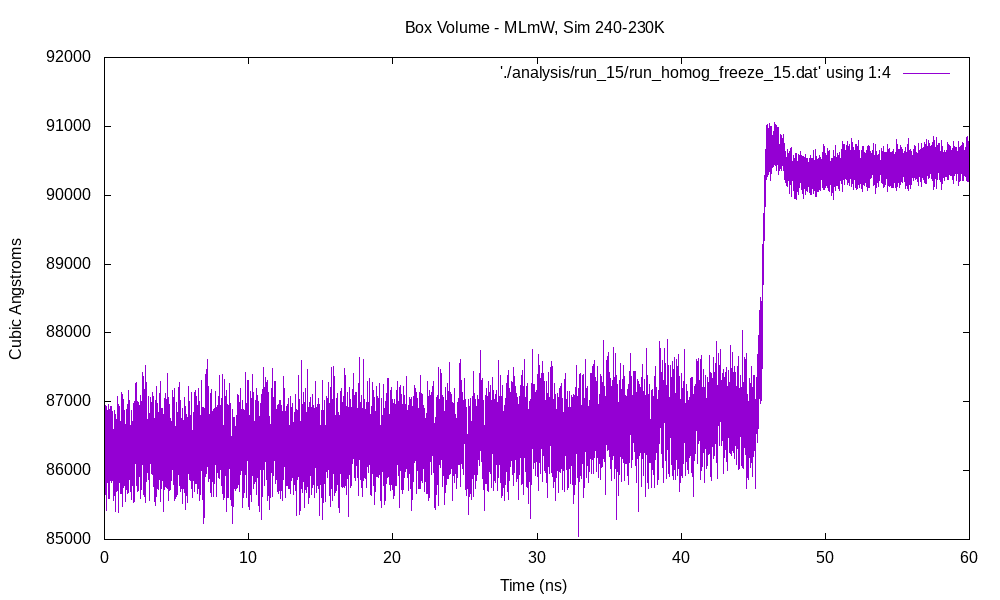 Box Volume - MLmW, Sim 240-230K
92000
'./analysis/run_15/run_homog_freeze_15.dat' using 1:4
91000
90000
89000
88000
87000
86000
85000
Cubic Angstroms
0 10 20 30 40 50 60
Time (ns)